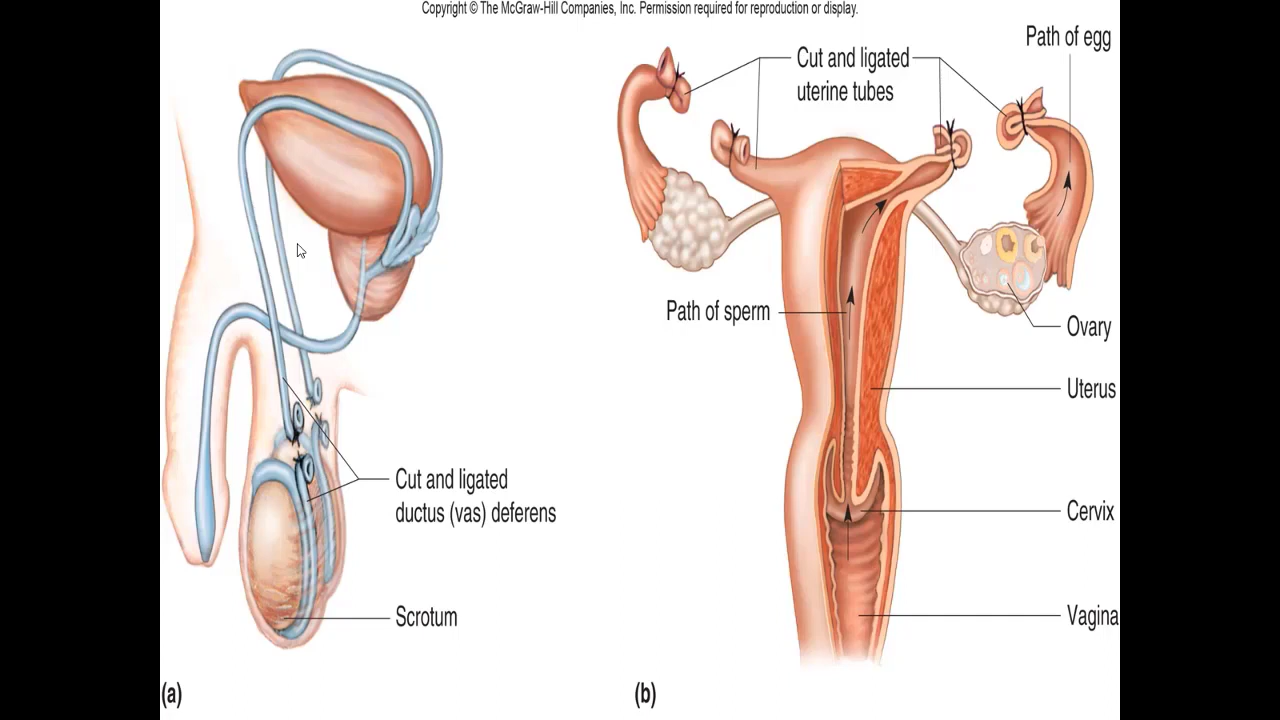 Copyright © The McGraw-Hill Companies, Inc. Permission required for reproduction or display.
Path of egg
Cut and ligated
uterine tubes
Path of sperm
Ovary
Uterus
Cut and ligated
ductus (vas) deferens
Cervix
Scrotum
Vagina
(a)
(b)